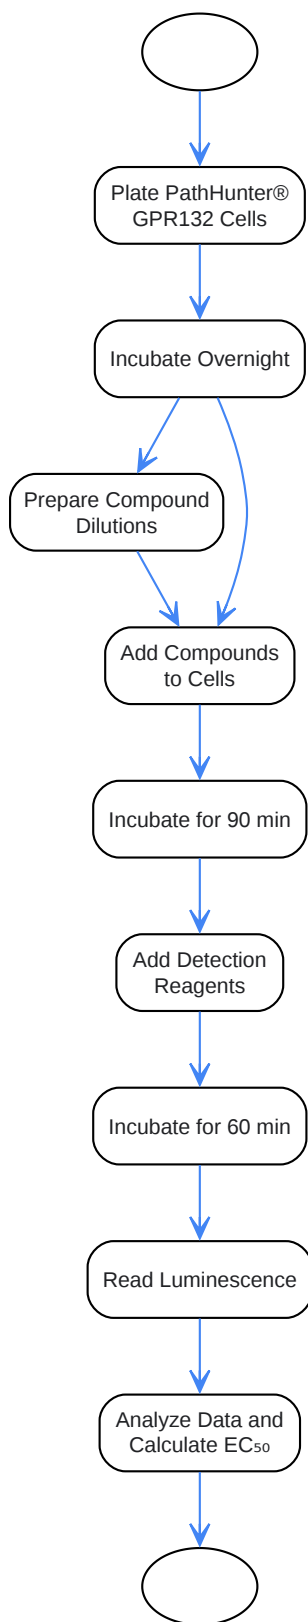 Plate PathHunter®
GPR132 Cells
Incubate Overnight
Prepare Compound
Dilutions
Add Compounds
to Cells
Incubate for 90 min
Add Detection
Reagents
Incubate for 60 min
Read Luminescence
Analyze Data and
Calculate EC₅₀